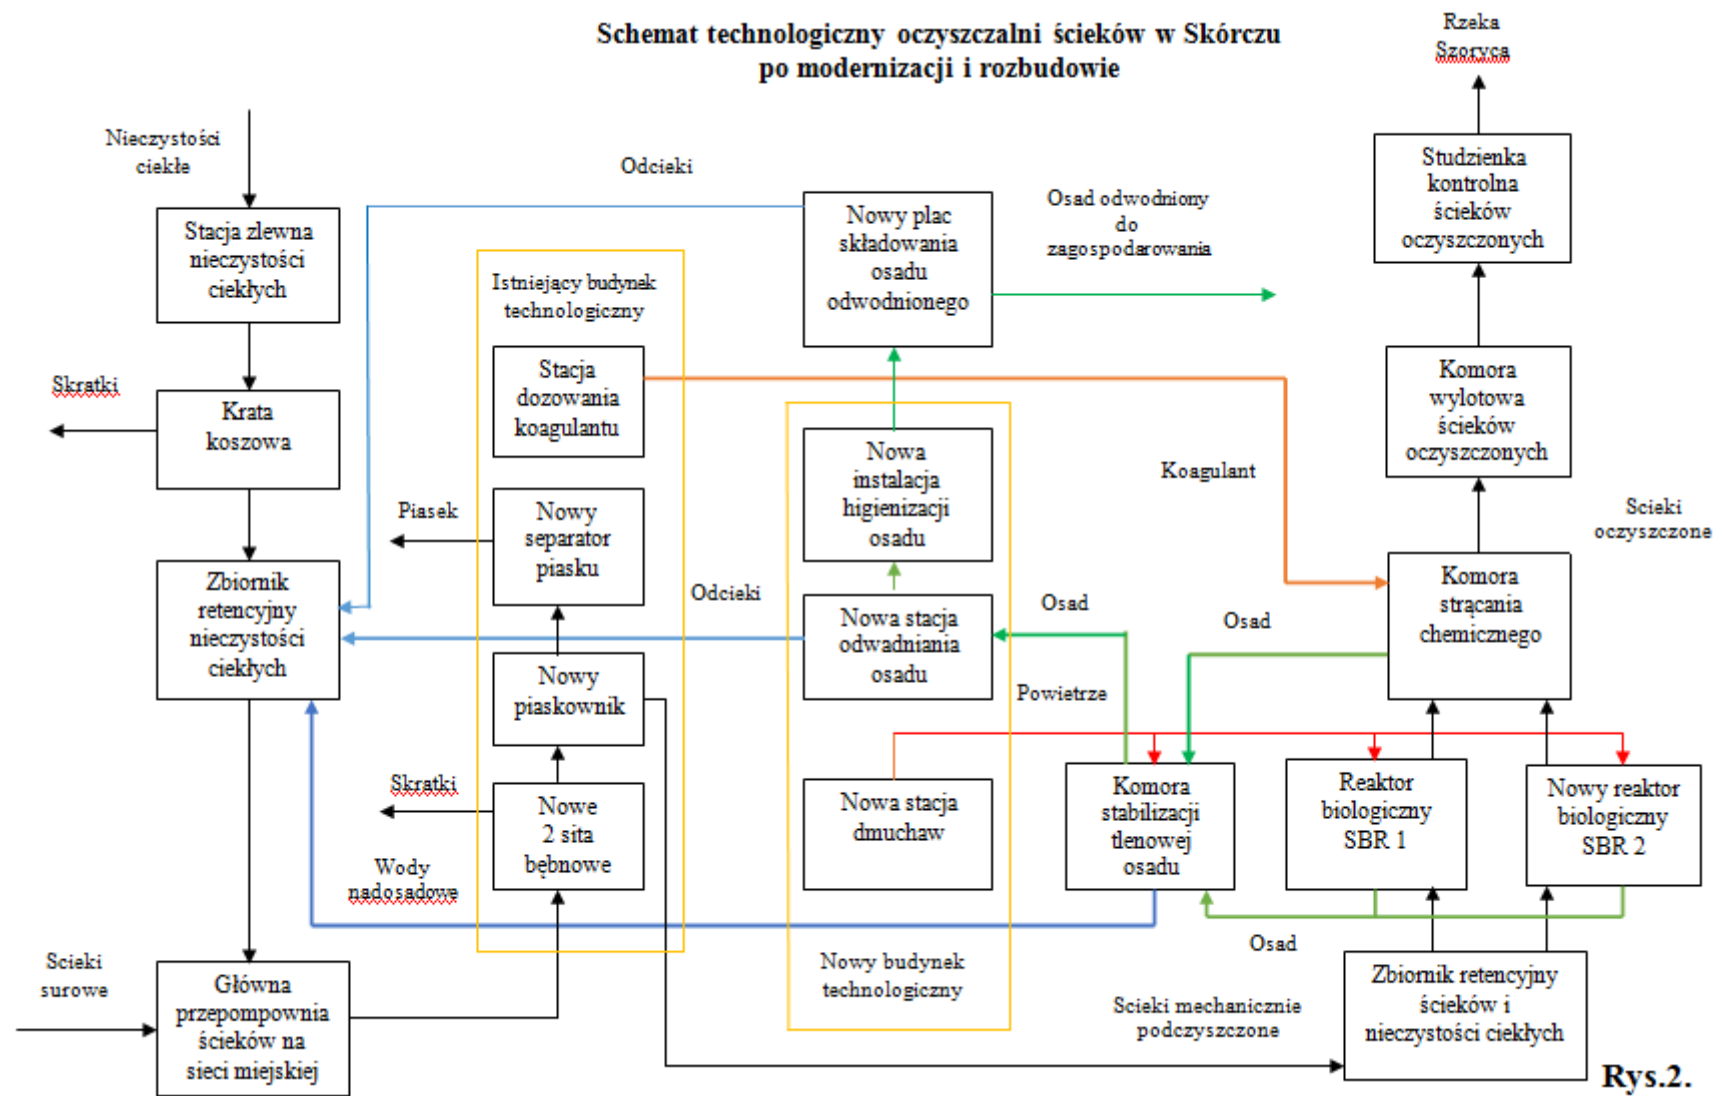 Schemat technologiczny oczyszczalni ścieków w Skórczu
po modernizacji i rozbudowie
Rzeka
Szoryca
Nieczystości
ciekłe
Stacja zlewna
nieczystości
ciekłych
Skratki
Krata
koszowa
Zbiornik
retencyjny
nieczystości
ciekłych
Scieki
surowe
Główna
przepompownia
ścieków na
sieci miejskiej
Odcieki
Istniejący budynek
technologiczny
Stacja
dozowania
koagulantu
Piasek
Nowy
separator
piasku
Nowy
piaskownik
Skratki
Nowe
2 sita
bębnowe
Wody
nadosadowe
Odcieki
Nowy plac
składowania
osadu
odwodnionego
Osad odwodniony
do
zagospodarowania
Nowa
instalacja
higienizacji
osadu
Nowa stacja
odwadniania
osadu
Nowa stacja
dmuchaw
Nowy budynek
technologiczny
Osad
Powietrze
Koagulant
Osad
Studzienka
kontrolna
ścieków
oczyszczonych
Komora
wylotowa
ścieków
oczyszczonych
Scieki
oczyszczone
Komora
strącania
chemicznego
Komora
stabilizacji
tlenowej
osadu
Reaktor
biologiczny
SBR 1
Nowy reaktor
biologiczny
SBR 2
Osad
Scieki mechanicznie
podczyszczone
Zbiornik retencyjny
ścieków i
nieczystości ciekłych
Rys.2.